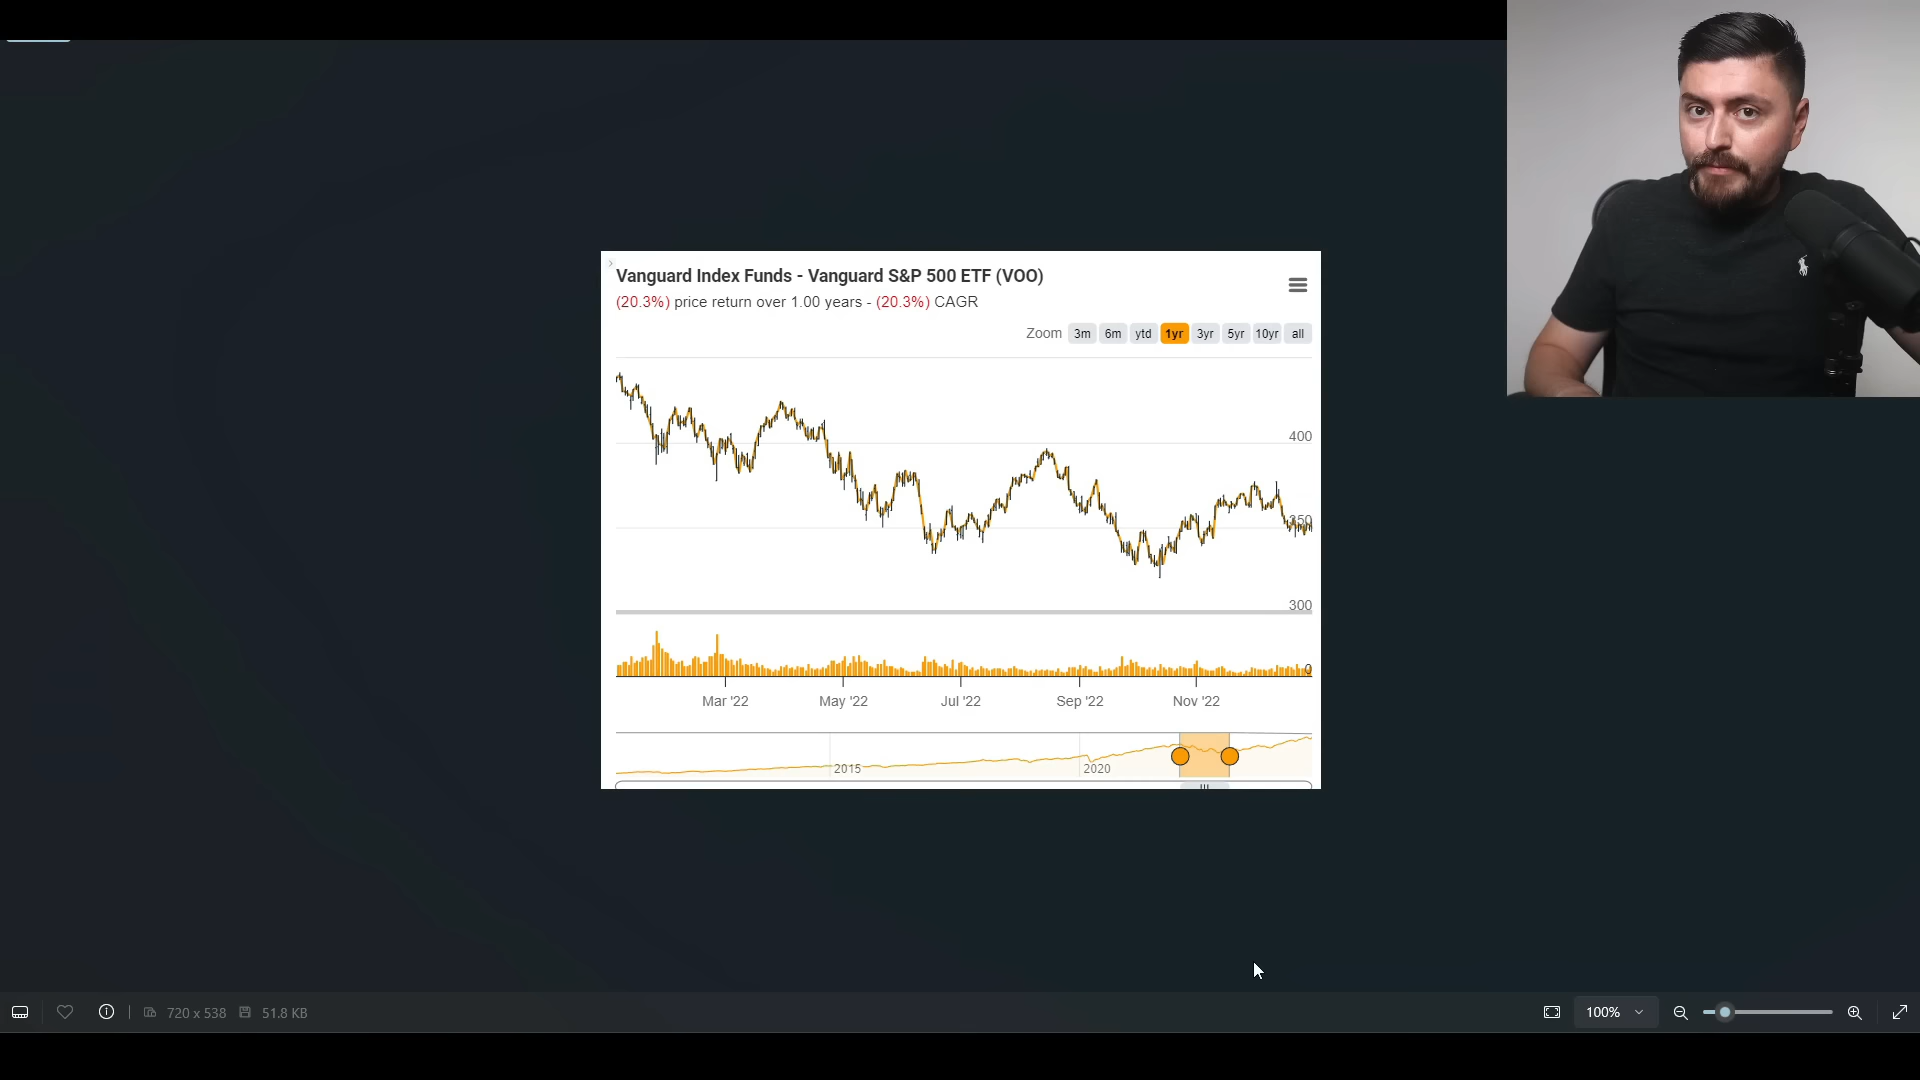 Vanguard Index Funds - Vanguard S&P 500 ETF (VOO)
(20.3%) price return over 1.00 years - (20.3%) CAGR
Zoom 3m 6m ytd 1yr 3yr 5yr 10yr all
400
350
300
0
Mar '22 May '22 Jul '22 Sep '22 Nov '22
2015 2020
720 x 538 51.8 KB 100%